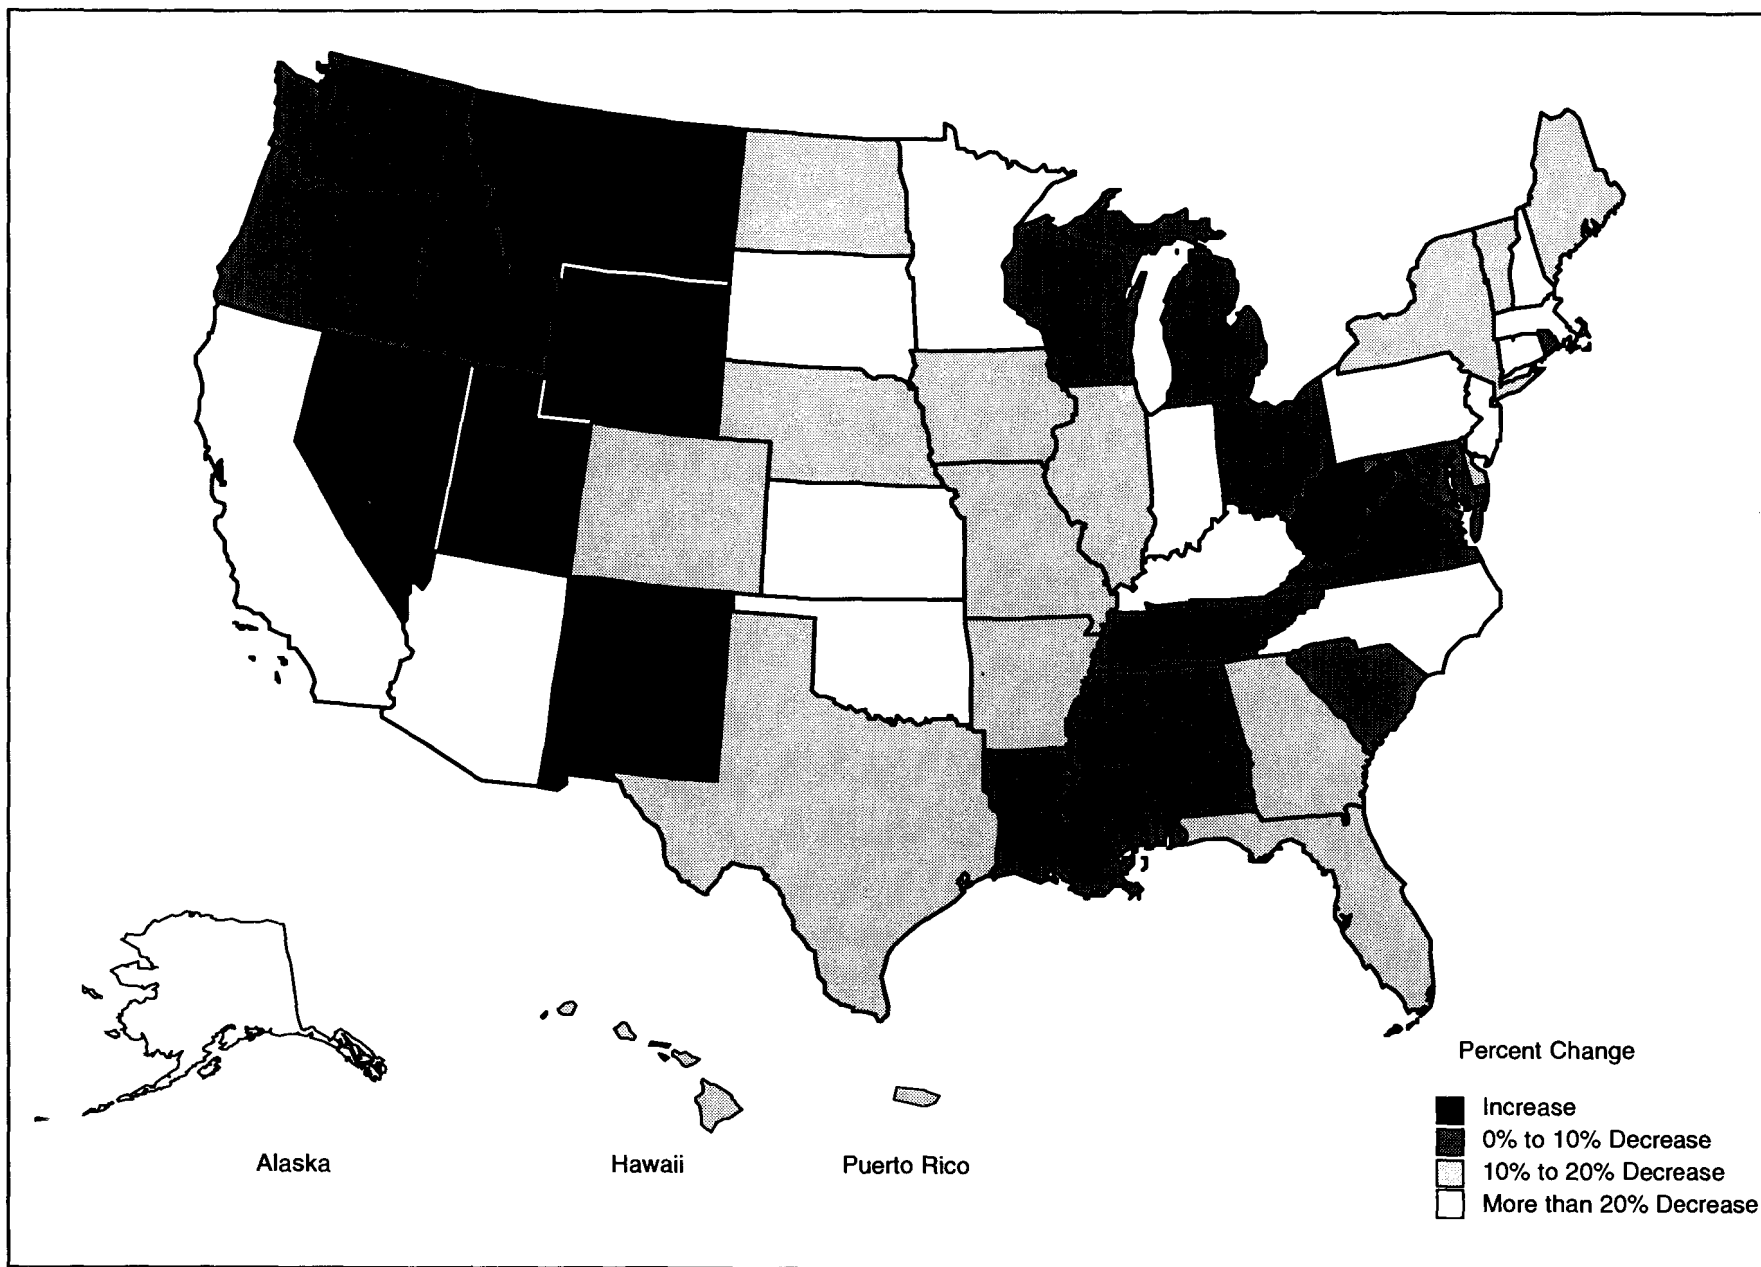 Percent Change
Increase
0% to 10% Decrease
10% to 20% Decrease
More than 20% Decrease
Alaska
Hawaii
Puerto Rico